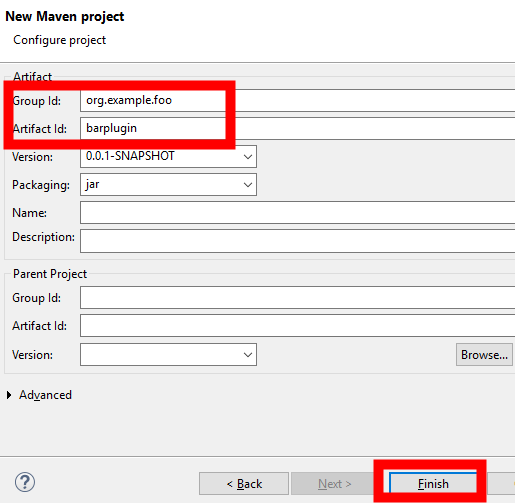 New Maven project
Configure project
Artifact
Group Id: org.example.foo
Artifact Id: barplugin
Version: 0.0.1-SNAPSHOT
Packaging: jar
Name:
Description:
Parent Project
Group Id:
Artifact Id:
Version: Browse...
Advanced
? < Back Next > Finish